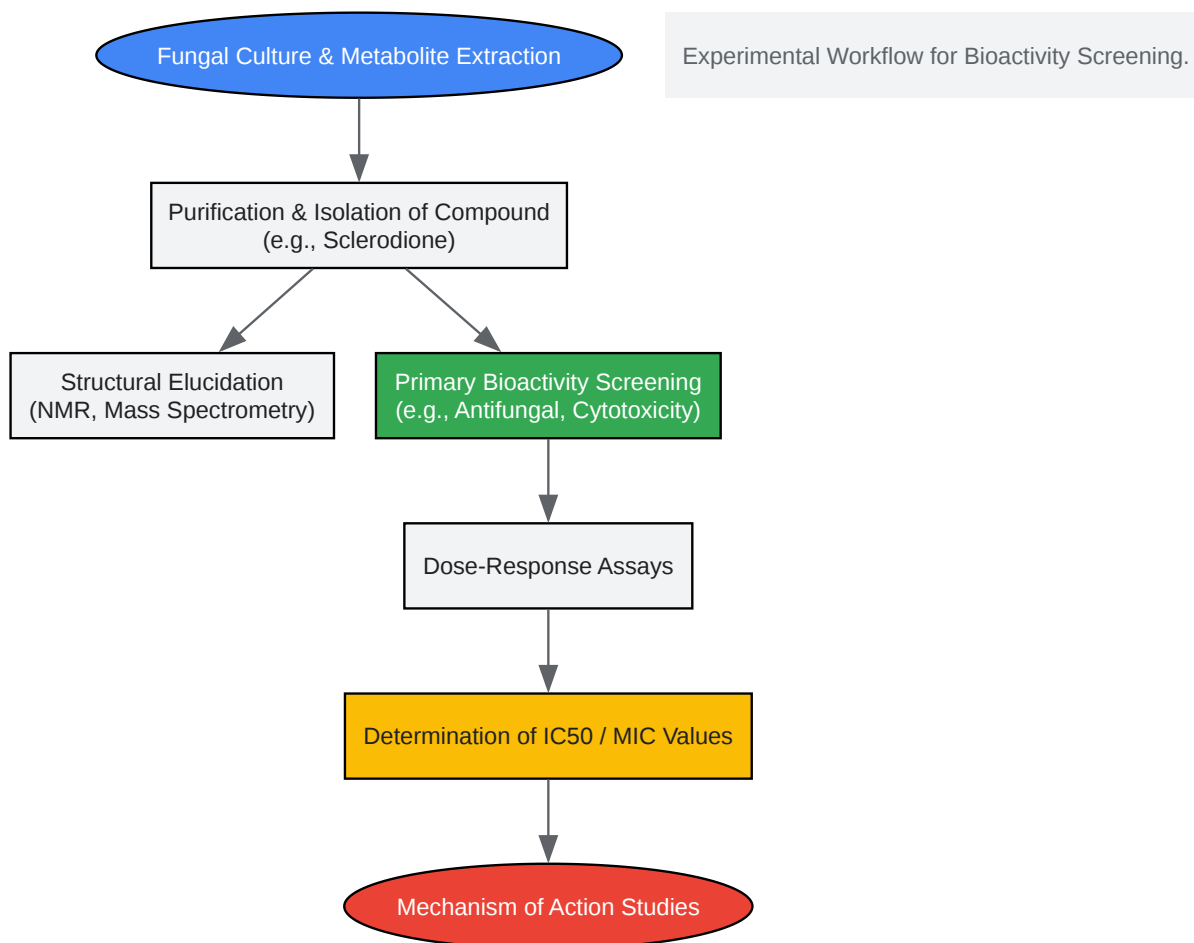 Fungal Culture & Metabolite Extraction
Experimental Workflow for Bioactivity Screening.
Purification & Isolation of Compound
(e.g., Sclerodione)
Structural Elucidation
(NMR, Mass Spectrometry)
Primary Bioactivity Screening
(e.g., Antifungal, Cytotoxicity)
Dose-Response Assays
Determination of IC50 / MIC Values
Mechanism of Action Studies